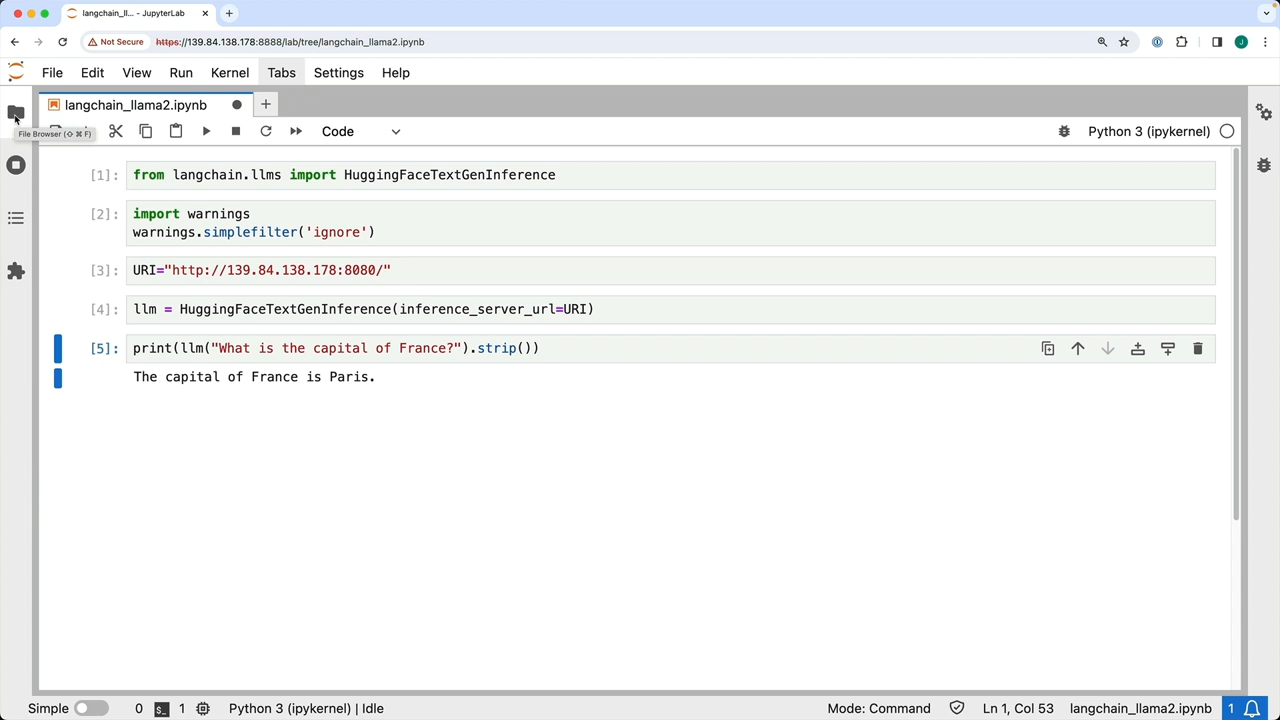 langchain_ll... - JupyterLab
Not Secure https://139.84.138.178:8888/lab/tree/langchain_llama2.ipynb
J
File Edit View Run Kernel Tabs Settings Help
langchain_llama2.ipynb
File Browser (⇧ ⌘ F)
Code
Python 3 (ipykernel)
[1]: from langchain.llms import HuggingFaceTextGenInference
[2]: import warnings
warnings.simplefilter('ignore')
[3]: URI="http://139.84.138.178:8080/"
[4]: llm = HuggingFaceTextGenInference(inference_server_url=URI)
[5]: print(llm("What is the capital of France?").strip())
The capital of France is Paris.
Simple 0 $_ 1 Python 3 (ipykernel) | Idle Mode: Command Ln 1, Col 53 langchain_llama2.ipynb 1